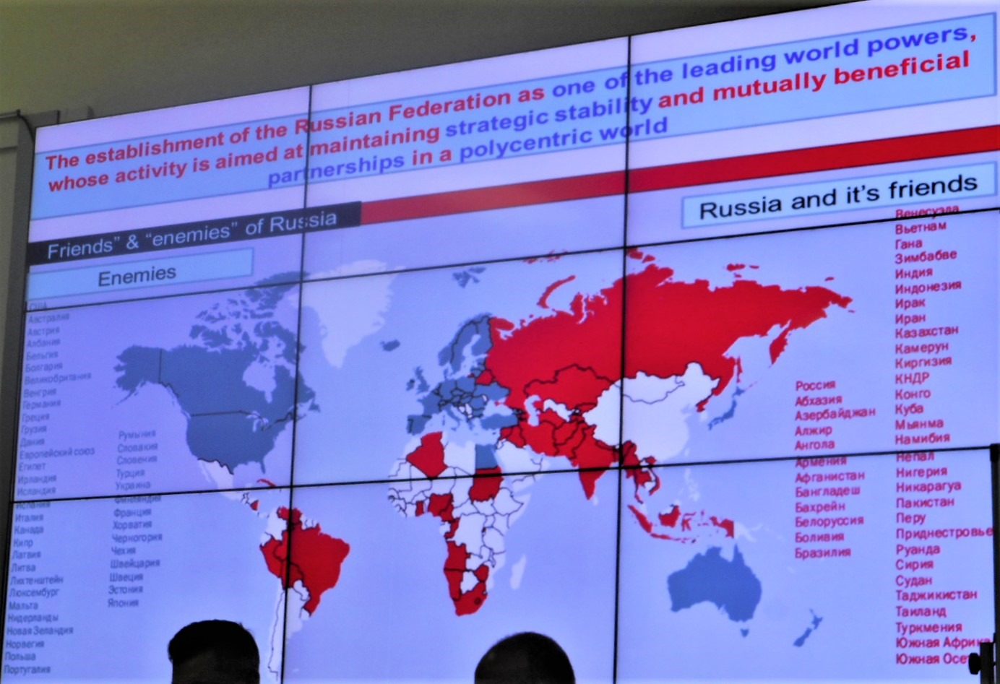 The establishment of the Russian Federation as one of the leading world powers,
whose activity is aimed at maintaining strategic stability and mutually beneficial
partnerships in a polycentric world
Friends” & “enemies” of Russia
Enemies
США
Австралия
Австрия
Албания
Бельгия
Болгария
Великобритания
Венгрия
Германия
Греция
Грузия
Дания
Европейский союз
Египет
Ирландия
Исландия
Испания
Италия
Канада
Кипр
Латвия
Литва
Лихтенштейн
Люксембург
Мальта
Нидерланды
Новая Зеландия
Норвегия
Польша
Португалия
Румыния
Словакия
Словения
Турция
Украина
Финляндия
Франция
Хорватия
Черногория
Чехия
Швейцария
Швеция
Эстония
Япония
Russia and it’s friends
Россия
Абхазия
Азербайджан
Алжир
Ангола
Армения
Афганистан
Бангладеш
Бахрейн
Белоруссия
Боливия
Бразилия
Венесуэла
Вьетнам
Гана
Зимбабве
Индия
Индонезия
Ирак
Иран
Казахстан
Камерун
Киргизия
КНДР
Конго
Куба
Мьянма
Намибия
Непал
Нигерия
Никарагуа
Пакистан
Перу
Приднестровье
Руанда
Сирия
Судан
Таджикистан
Таиланд
Туркмения
Южная Африка
Южная Осе